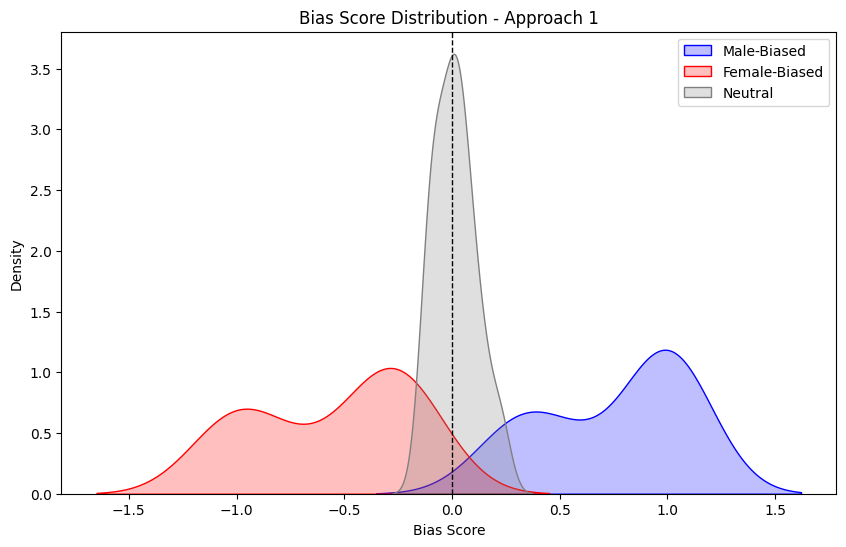 Bias Score Distribution - Approach 1
Male-Biased
Female-Biased
Neutral
Density
3.5
3.0
2.5
2.0
1.5
1.0
0.5
0.0
−1.5 −1.0 −0.5 0.0 0.5 1.0 1.5
Bias Score